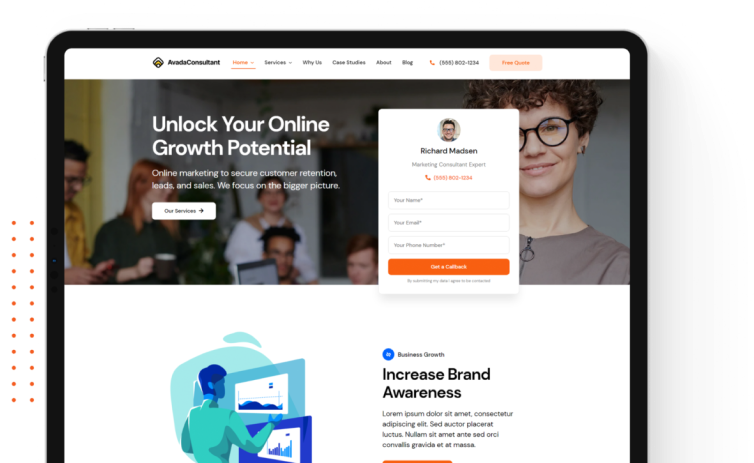 AvadaConsultant
Home Services Why Us Case Studies About Blog (555) 802-1234 Free Quote
Unlock Your Online
Growth Potential
Online marketing to secure customer retention,
leads, and sales. We focus on the bigger picture.
Our Services →
Richard Madsen
Marketing Consultant Expert
(555) 802-1234
Your Name*
Your Email*
Your Phone Number*
Get a Callback
By submitting my data I agree to be contacted
Business Growth
Increase Brand
Awareness
Lorem ipsum dolor sit amet, consectetur
adipiscing elit. Sed auctor placerat
luctus. Nullam sit amet ante sed orci
convallis gravida et at massa.